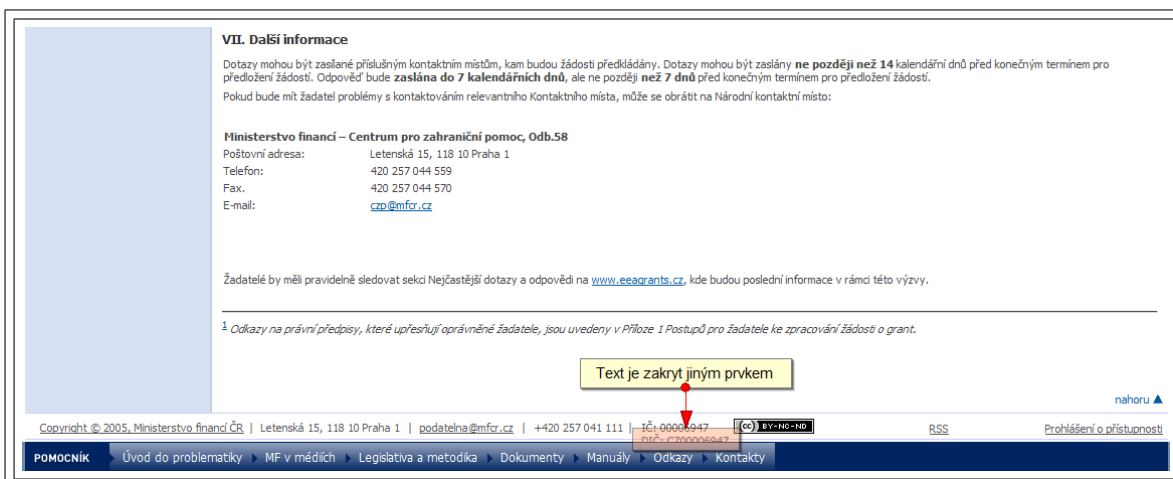 VII. Další informace
Dotazy mohou být zasílané příslušným kontaktním místům, kam budou žádosti předkládány. Dotazy mohou být zaslány ne později než 14 kalendářní dnů před konečným termínem pro
předložení žádostí. Odpověď bude zaslána do 7 kalendářních dnů, ale ne později než 7 dnů před konečným termínem pro předložení žádostí.
Pokud bude mít žadatel problémy s kontaktováním relevantního Kontaktního místa, může se obrátit na Národní kontaktní místo:
Ministerstvo financí – Centrum pro zahraniční pomoc, Odb.58
Poštovní adresa: Letenská 15, 118 10 Praha 1
Telefon: 420 257 044 559
Fax. 420 257 044 570
E-mail: czp@mfcr.cz
Žadatelé by měli pravidelně sledovat sekci Nejčastější dotazy a odpovědi na www.eeagrants.cz, kde budou poslední informace v rámci této výzvy.
1 Odkazy na právní předpisy, které upřesňují oprávněné žadatele, jsou uvedeny v Příloze 1 Postupů pro žadatele ke zpracování žádosti o grant.
Text je zakryt jiným prvkem
nahoru ▲
Copyright © 2005, Ministerstvo financí ČR | Letenská 15, 118 10 Praha 1 | podatelna@mfcr.cz | +420 257 041 111 | IČ: 00006947 (cc) BY-NC-ND RSS Prohlášení o přístupnosti
DIČ: CZ00006947
POMOCNÍK Úvod do problematiky MF v médiích Legislativa a metodika Dokumenty Manuály Odkazy Kontakty